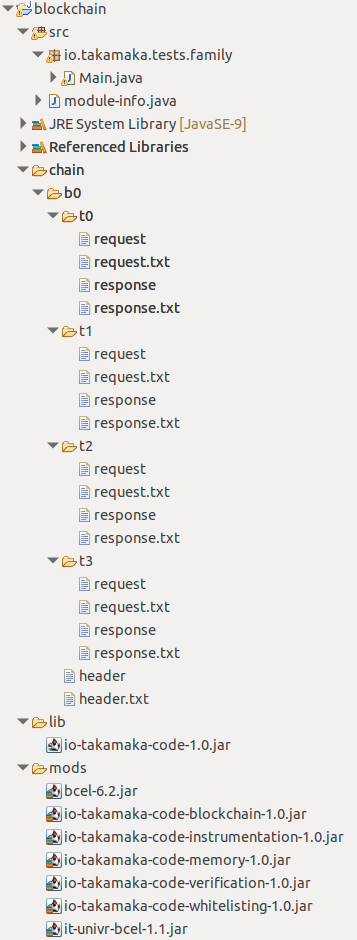 blockchain
src
io.takamaka.tests.family
Main.java
module-info.java
JRE System Library [JavaSE-9]
Referenced Libraries
chain
b0
t0
request
request.txt
response
response.txt
t1
request
request.txt
response
response.txt
t2
request
request.txt
response
response.txt
t3
request
request.txt
response
response.txt
header
header.txt
lib
io-takamaka-code-1.0.jar
mods
bcel-6.2.jar
io-takamaka-code-blockchain-1.0.jar
io-takamaka-code-instrumentation-1.0.jar
io-takamaka-code-memory-1.0.jar
io-takamaka-code-verification-1.0.jar
io-takamaka-code-whitelisting-1.0.jar
it-univr-bcel-1.1.jar